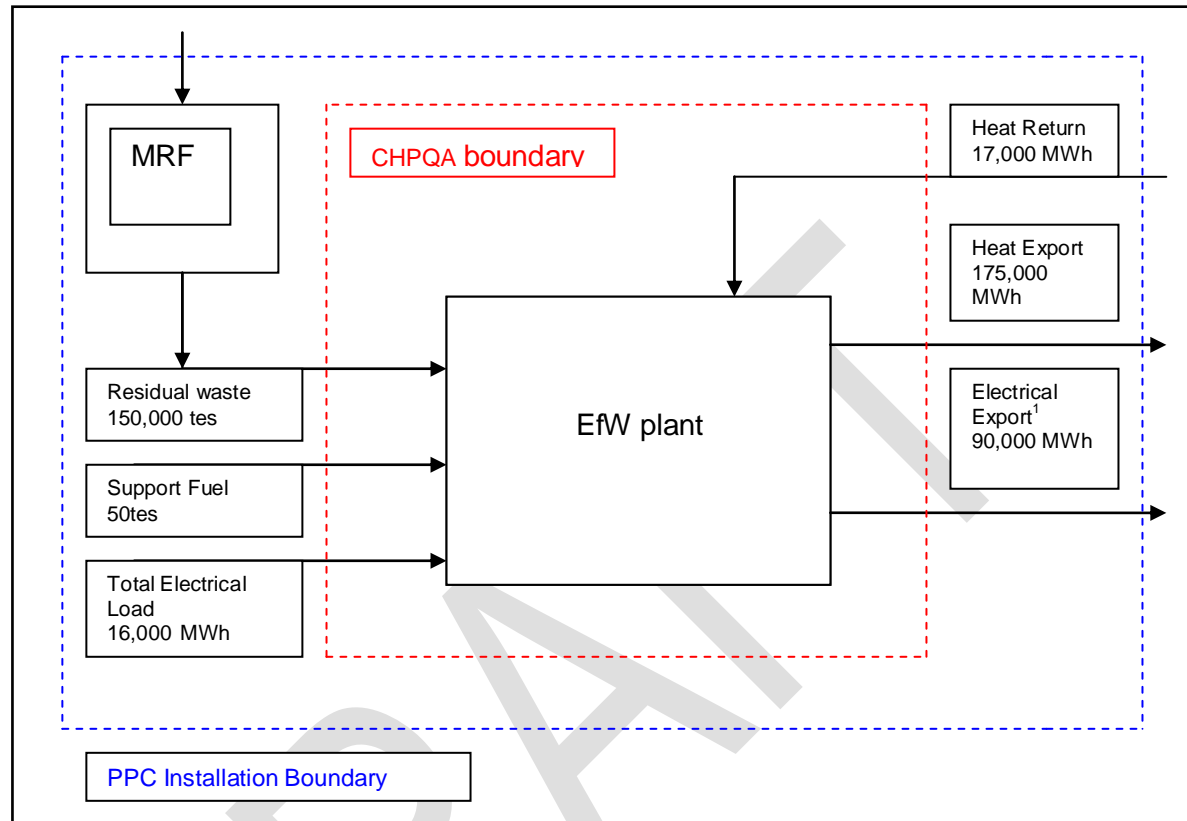 MRF
CHPQA boundary
Heat Return
17,000 MWh
Heat Export
175,000
MWh
Residual waste
150,000 tes
EfW plant
Electrical
Export1
90,000 MWh
Support Fuel
50tes
Total Electrical
Load
16,000 MWh
PPC Installation Boundary